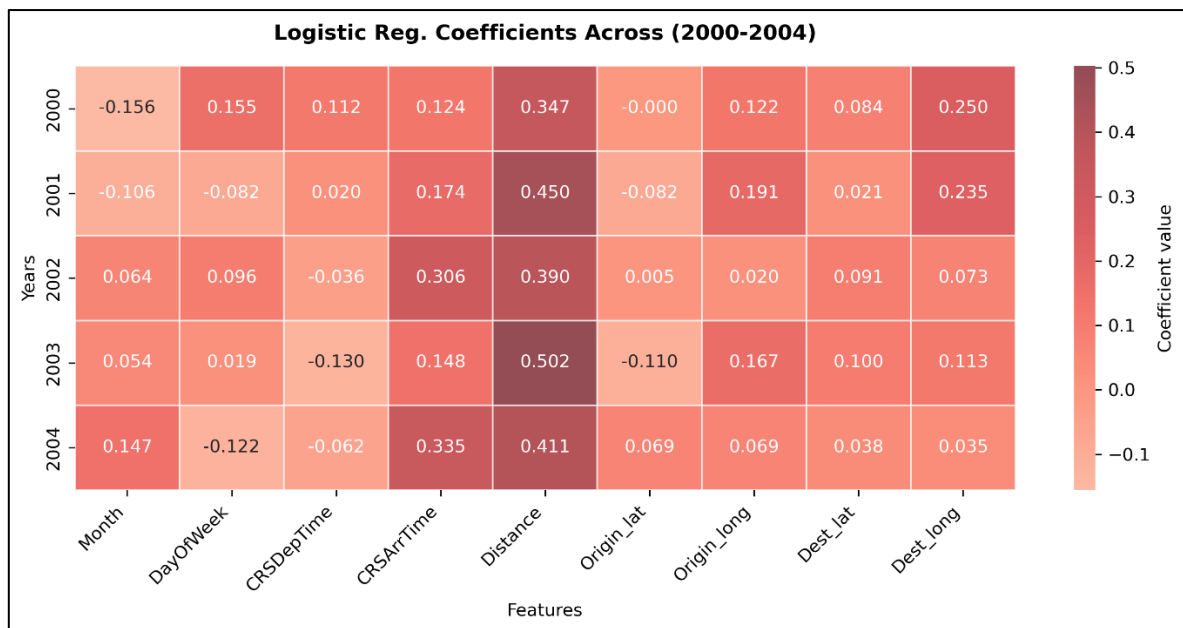 Logistic Reg. Coefficients Across (2000-2004)
2000 -0.156 0.155 0.112 0.124 0.347 -0.000 0.122 0.084 0.250
2001 -0.106 -0.082 0.020 0.174 0.450 -0.082 0.191 0.021 0.235
2002 0.064 0.096 -0.036 0.306 0.390 0.005 0.020 0.091 0.073
2003 0.054 0.019 -0.130 0.148 0.502 -0.110 0.167 0.100 0.113
2004 0.147 -0.122 -0.062 0.335 0.411 0.069 0.069 0.038 0.035
Years
Month DayOfWeek CRSDepTime CRSArrTime Distance Origin_lat Origin_long Dest_lat Dest_long
Features
0.5
0.4
0.3
0.2
0.1
0.0
−0.1
Coefficient value